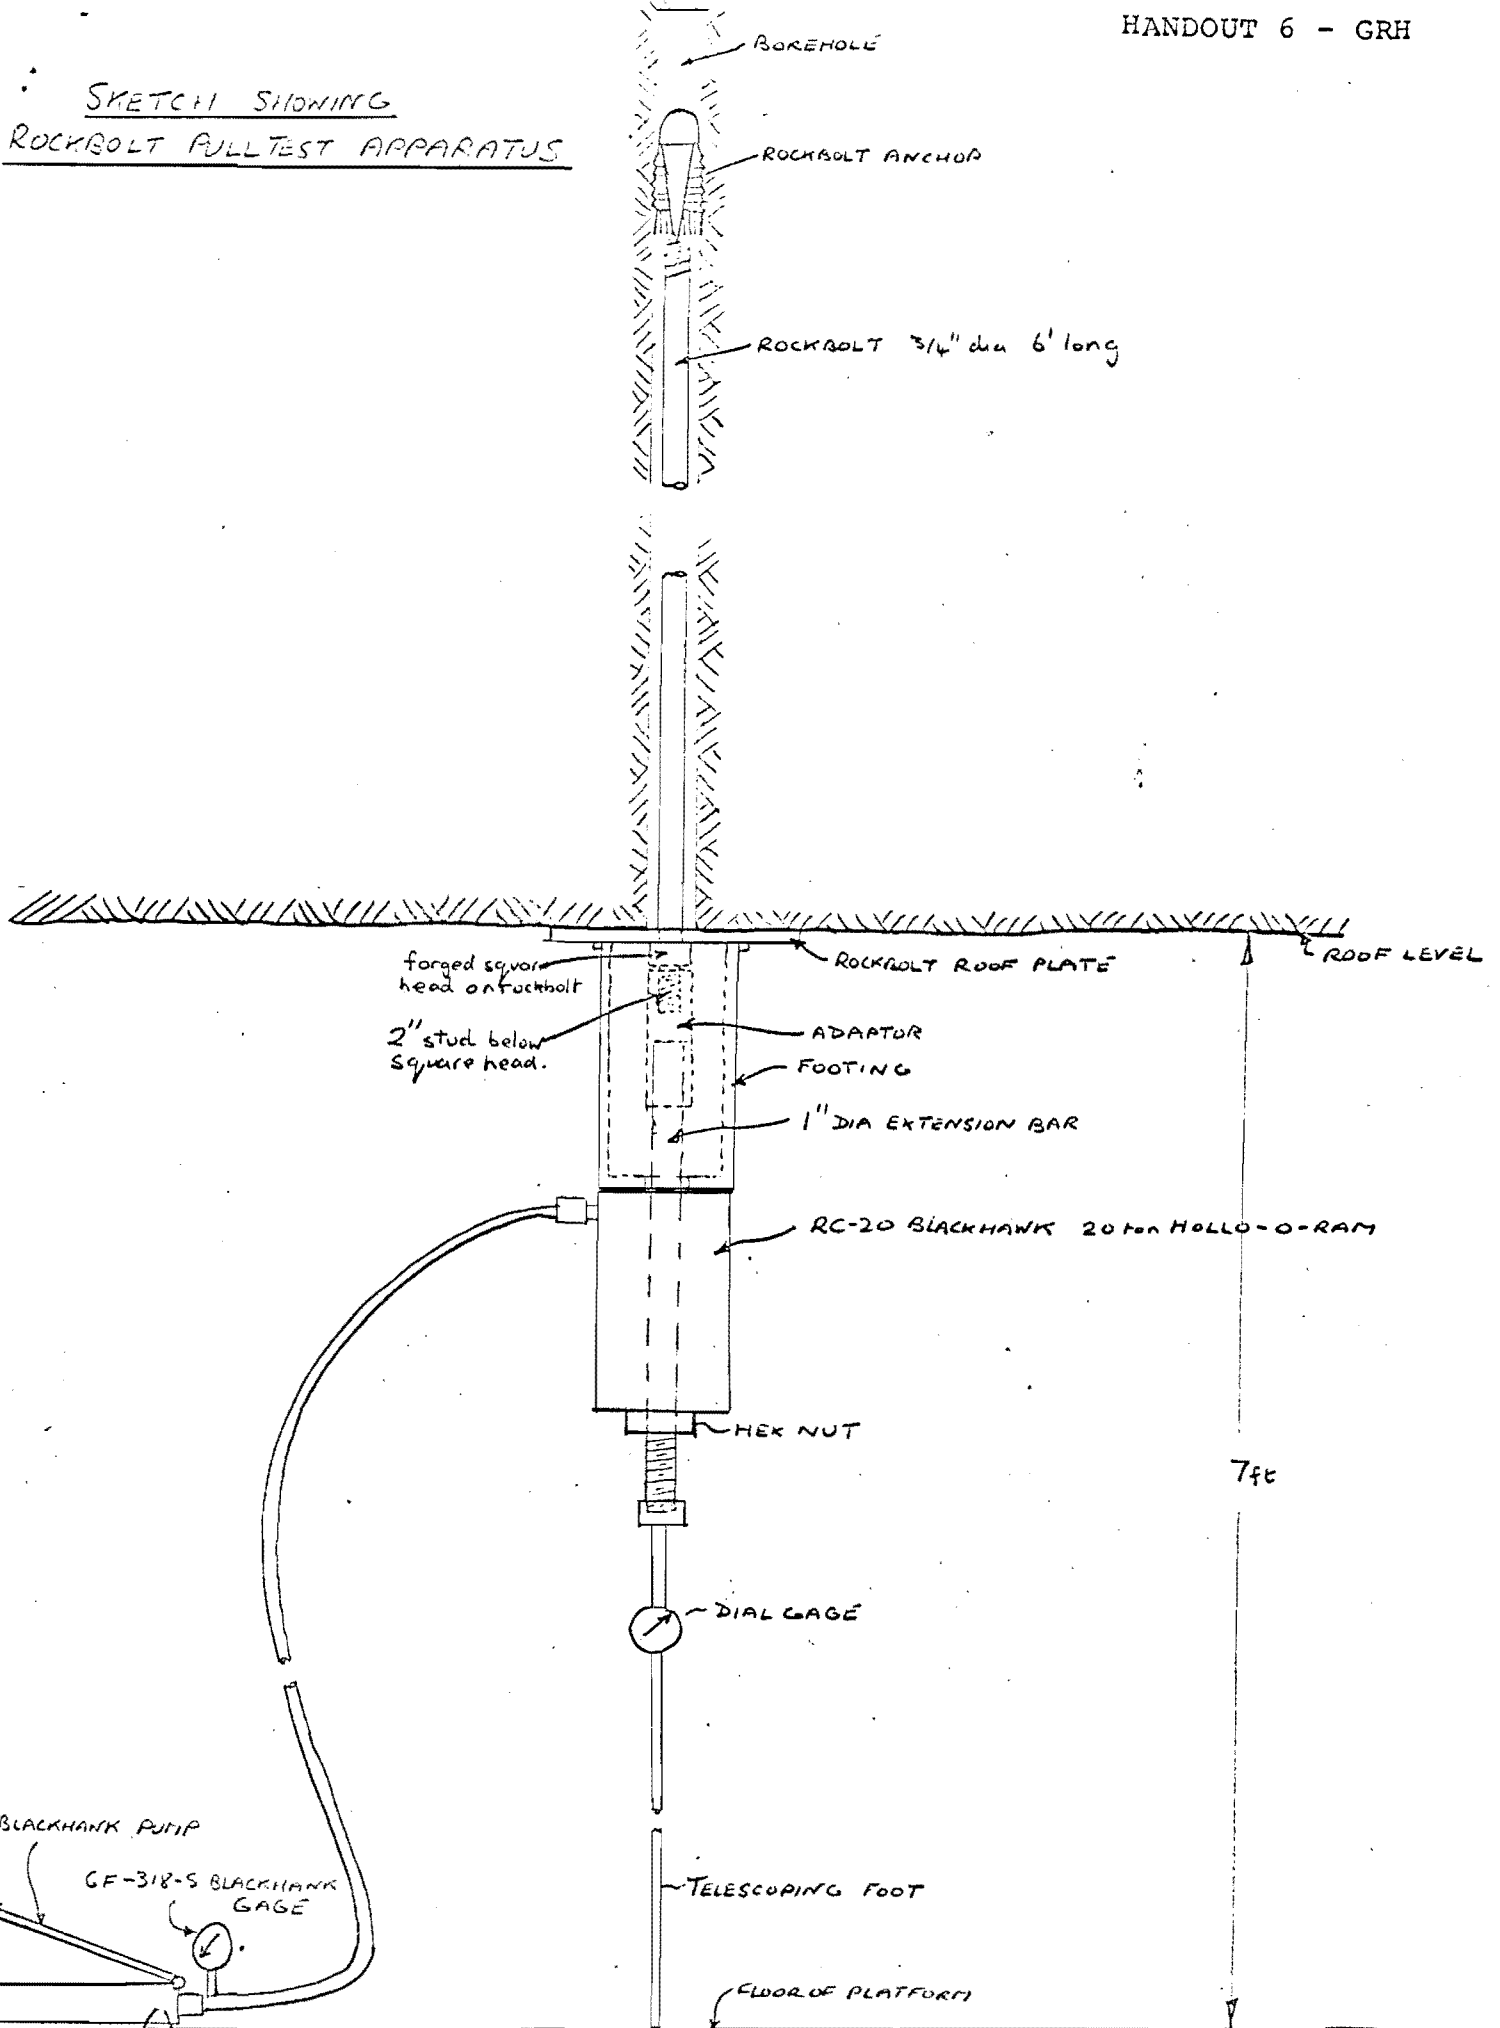 HANDOUT 6 - GRH
SKETCH SHOWING
ROCKBOLT PULLTEST APPARATUS
BOREHOLE
ROCKBOLT ANCHOR
ROCKBOLT 3/4" dia 6' long
forged square
head on rockbolt
ROCKBOLT ROOF PLATE
ROOF LEVEL
2" stud below
square head.
ADAPTOR
FOOTING
1" DIA EXTENSION BAR
RC-20 BLACKHAWK 20 ton HOLLO-O-RAM
HEX NUT
7ft
DIAL GAGE
BLACKHAWK PUMP
GF-318-S BLACKHAWK
GAGE
TELESCOPING FOOT
FLOOR OF PLATFORM